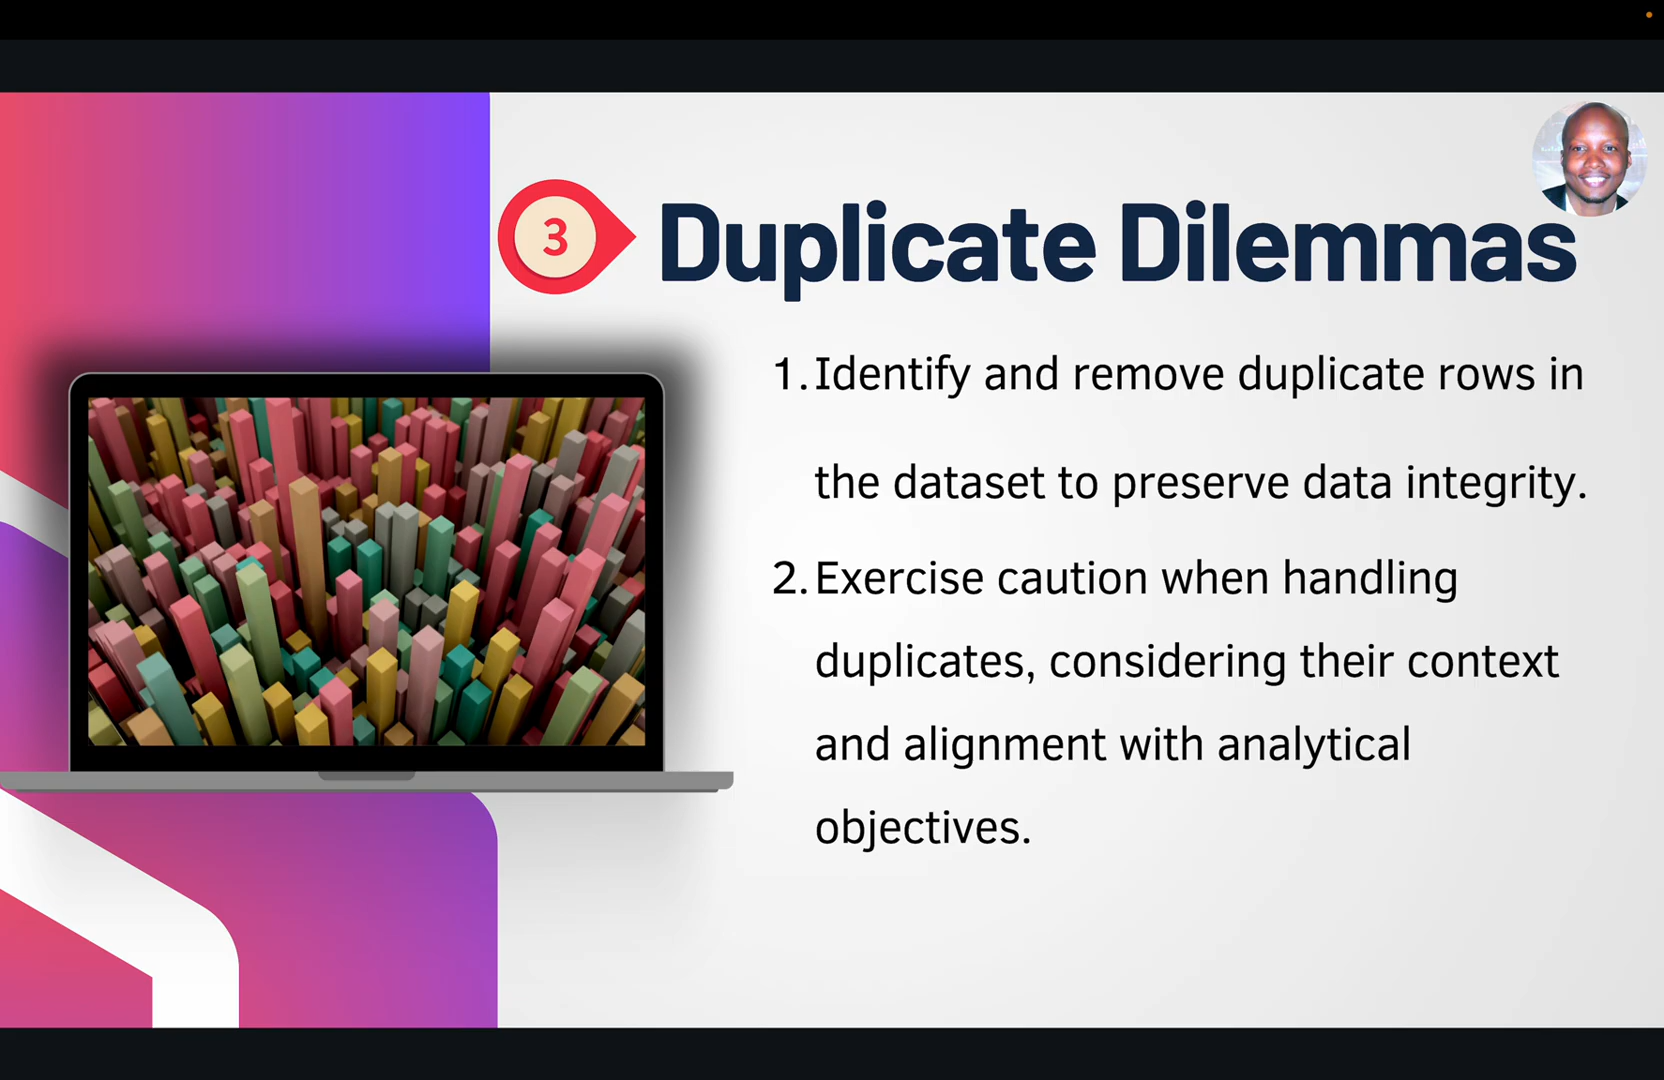 3
Duplicate Dilemmas
1. Identify and remove duplicate rows in
the dataset to preserve data integrity.
2. Exercise caution when handling
duplicates, considering their context
and alignment with analytical
objectives.